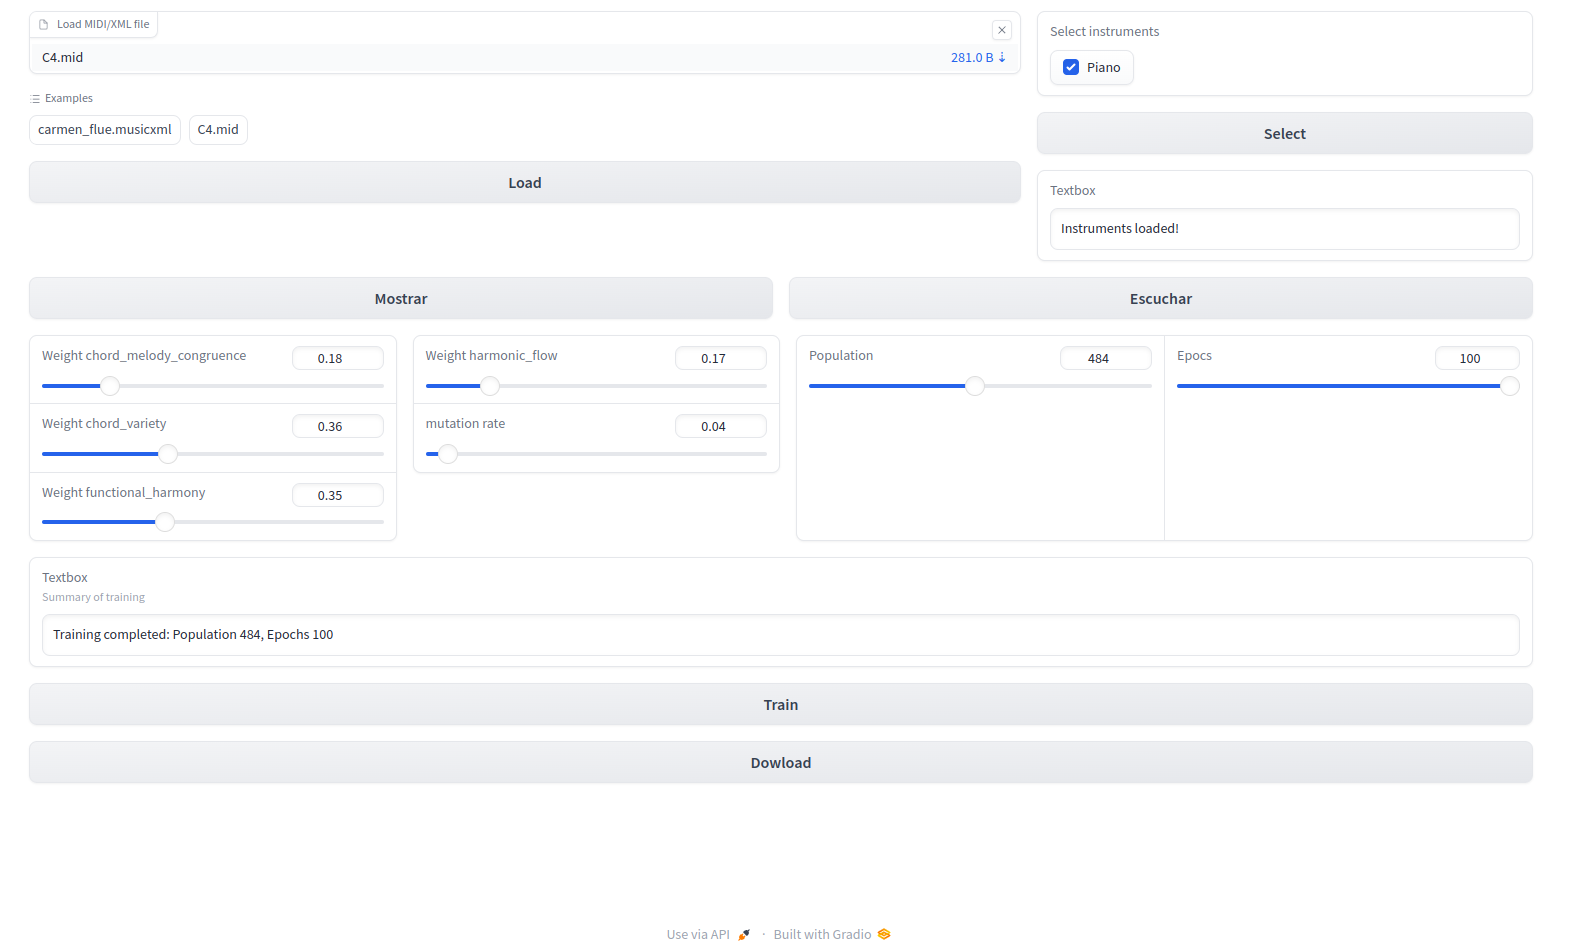 Load MIDI/XML file
C4.mid
281.0 B ⇣
Examples
carmen_flue.musicxml
C4.mid
Load
Select instruments
Piano
Select
Textbox
Instruments loaded!
Mostrar
Escuchar
Weight chord_melody_congruence
0.18
Weight chord_variety
0.36
Weight functional_harmony
0.35
Weight harmonic_flow
0.17
mutation rate
0.04
Population
484
Epocs
100
Textbox
Summary of training
Training completed: Population 484, Epochs 100
Train
Dowload
Use via API · Built with Gradio